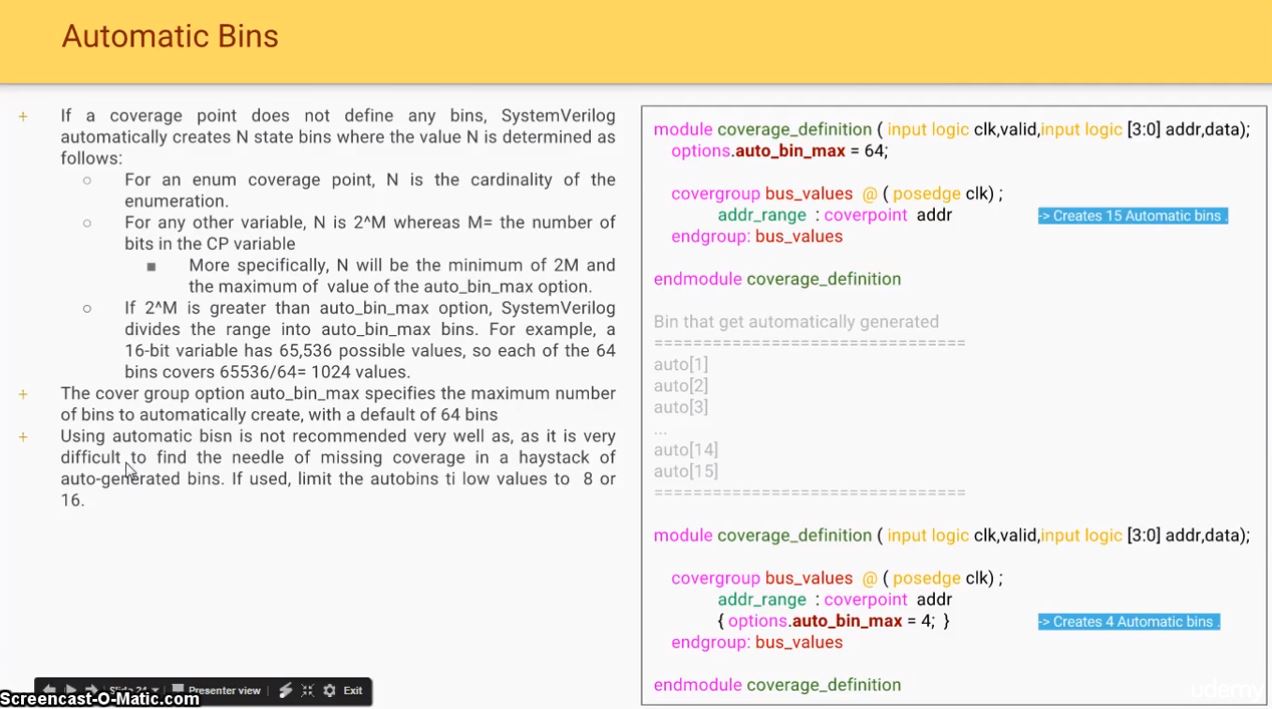 Automatic Bins
+ If a coverage point does not define any bins, SystemVerilog
automatically creates N state bins where the value N is determined as
follows:
○ For an enum coverage point, N is the cardinality of the
enumeration.
○ For any other variable, N is 2^M whereas M= the number of
bits in the CP variable
■ More specifically, N will be the minimum of 2M and
the maximum of value of the auto_bin_max option.
○ If 2^M is greater than auto_bin_max option, SystemVerilog
divides the range into auto_bin_max bins. For example, a
16-bit variable has 65,536 possible values, so each of the 64
bins covers 65536/64= 1024 values.
+ The cover group option auto_bin_max specifies the maximum number
of bins to automatically create, with a default of 64 bins
+ Using automatic bisn is not recommended very well as, as it is very
difficult to find the needle of missing coverage in a haystack of
auto-generated bins. If used, limit the autobins ti low values to 8 or
16.
module coverage_definition ( input logic clk,valid,input logic [3:0] addr,data);
options.auto_bin_max = 64;
covergroup bus_values @ ( posedge clk) ;
addr_range : coverpoint addr -> Creates 15 Automatic bins .
endgroup: bus_values
endmodule coverage_definition
Bin that get automatically generated
================================
auto[1]
auto[2]
auto[3]
...
auto[14]
auto[15]
================================
module coverage_definition ( input logic clk,valid,input logic [3:0] addr,data);
covergroup bus_values @ ( posedge clk) ;
addr_range : coverpoint addr
{ options.auto_bin_max = 4; } -> Creates 4 Automatic bins .
endgroup: bus_values
endmodule coverage_definition
Presenter view Exit
Screencast-O-Matic.com
udemy